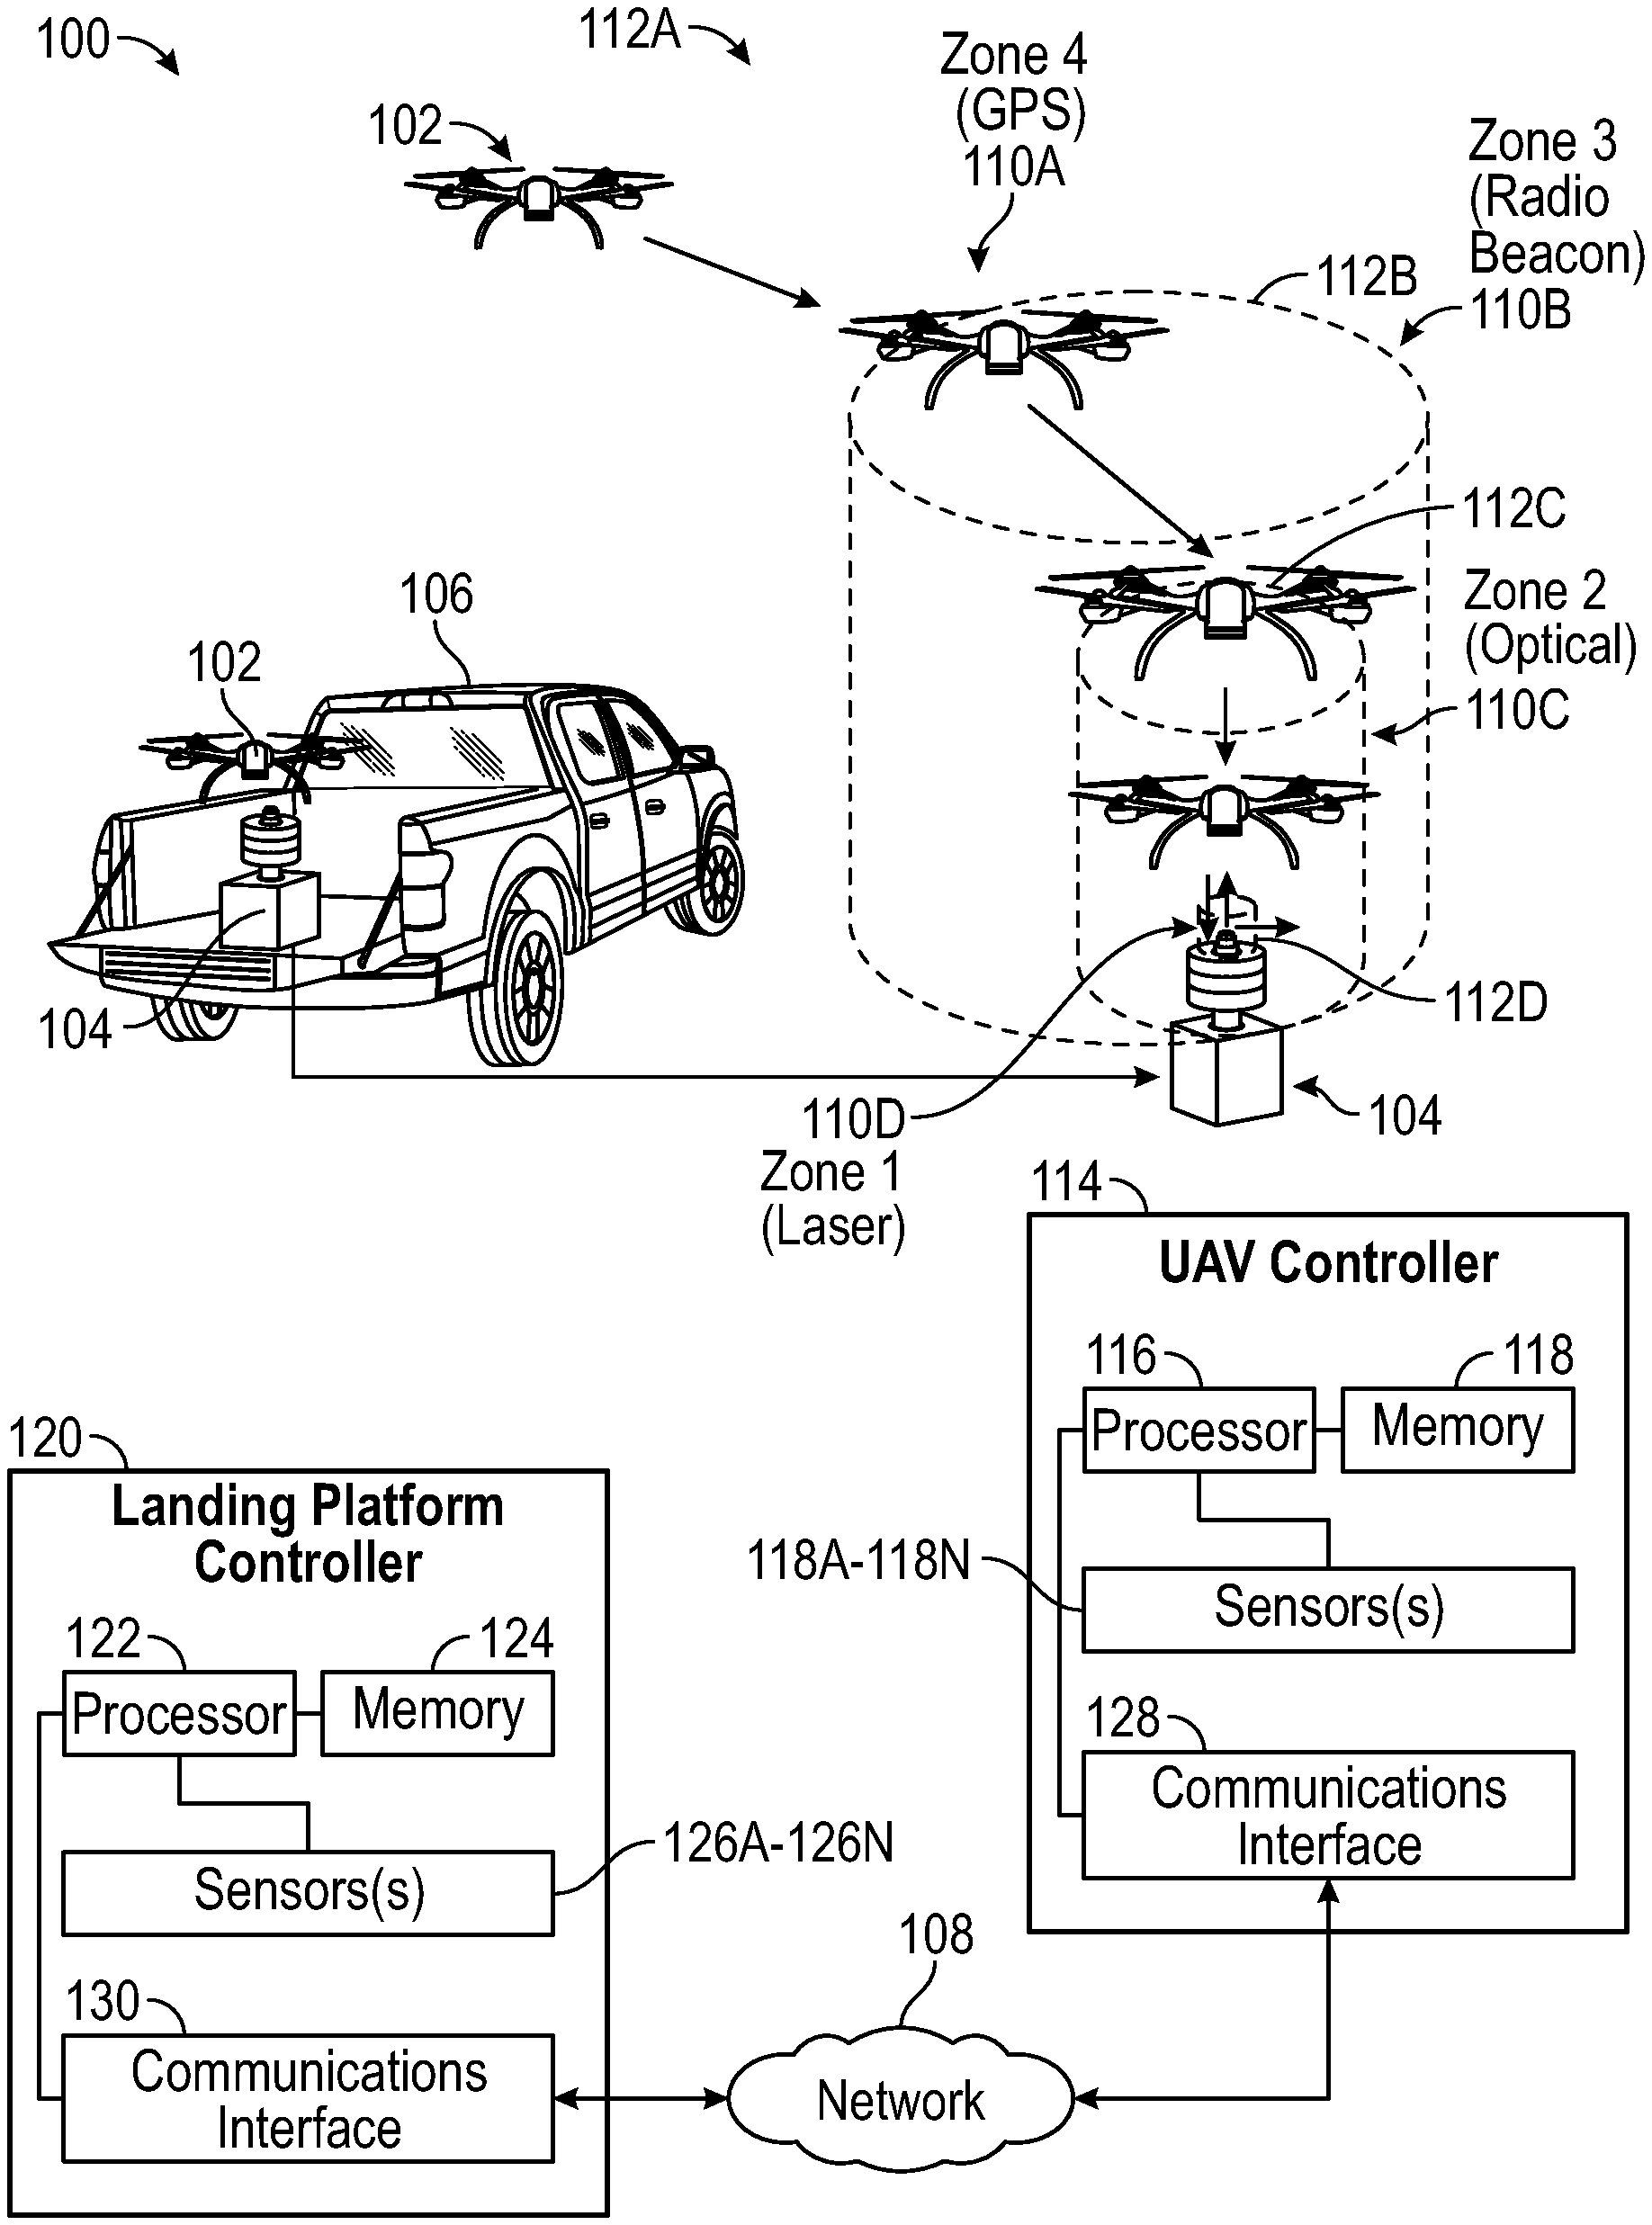 100
112A
Zone 4
(GPS)
110A
102
Zone 3
(Radio
Beacon)
110B
112B
112C
106
Zone 2
(Optical)
110C
102
104
112D
110D
Zone 1
(Laser)
104
114
UAV Controller
116
118
Processor
Memory
118A-118N
Sensors(s)
128
Communications
Interface
120
Landing Platform
Controller
122
124
Processor
Memory
126A-126N
Sensors(s)
130
Communications
Interface
108
Network